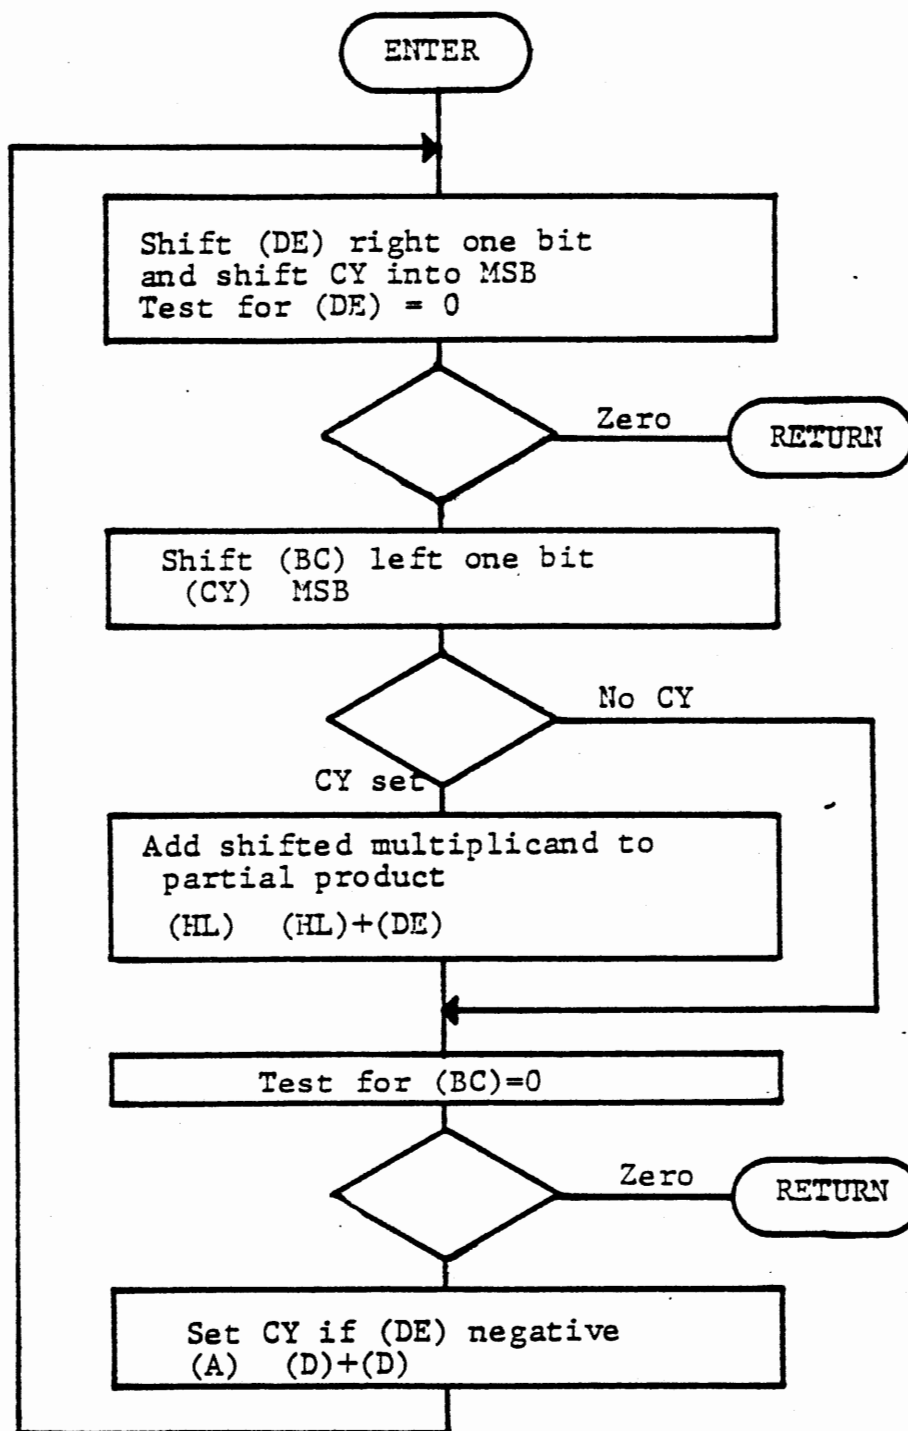 ENTER
Shift (DE) right one bit
and shift CY into MSB
Test for (DE) = 0
Zero
RETURN
Shift (BC) left one bit
(CY) MSB
No CY
CY set
Add shifted multiplicand to
partial product
(HL) (HL)+(DE)
Test for (BC)=0
Zero
RETURN
Set CY if (DE) negative
(A) (D)+(D)